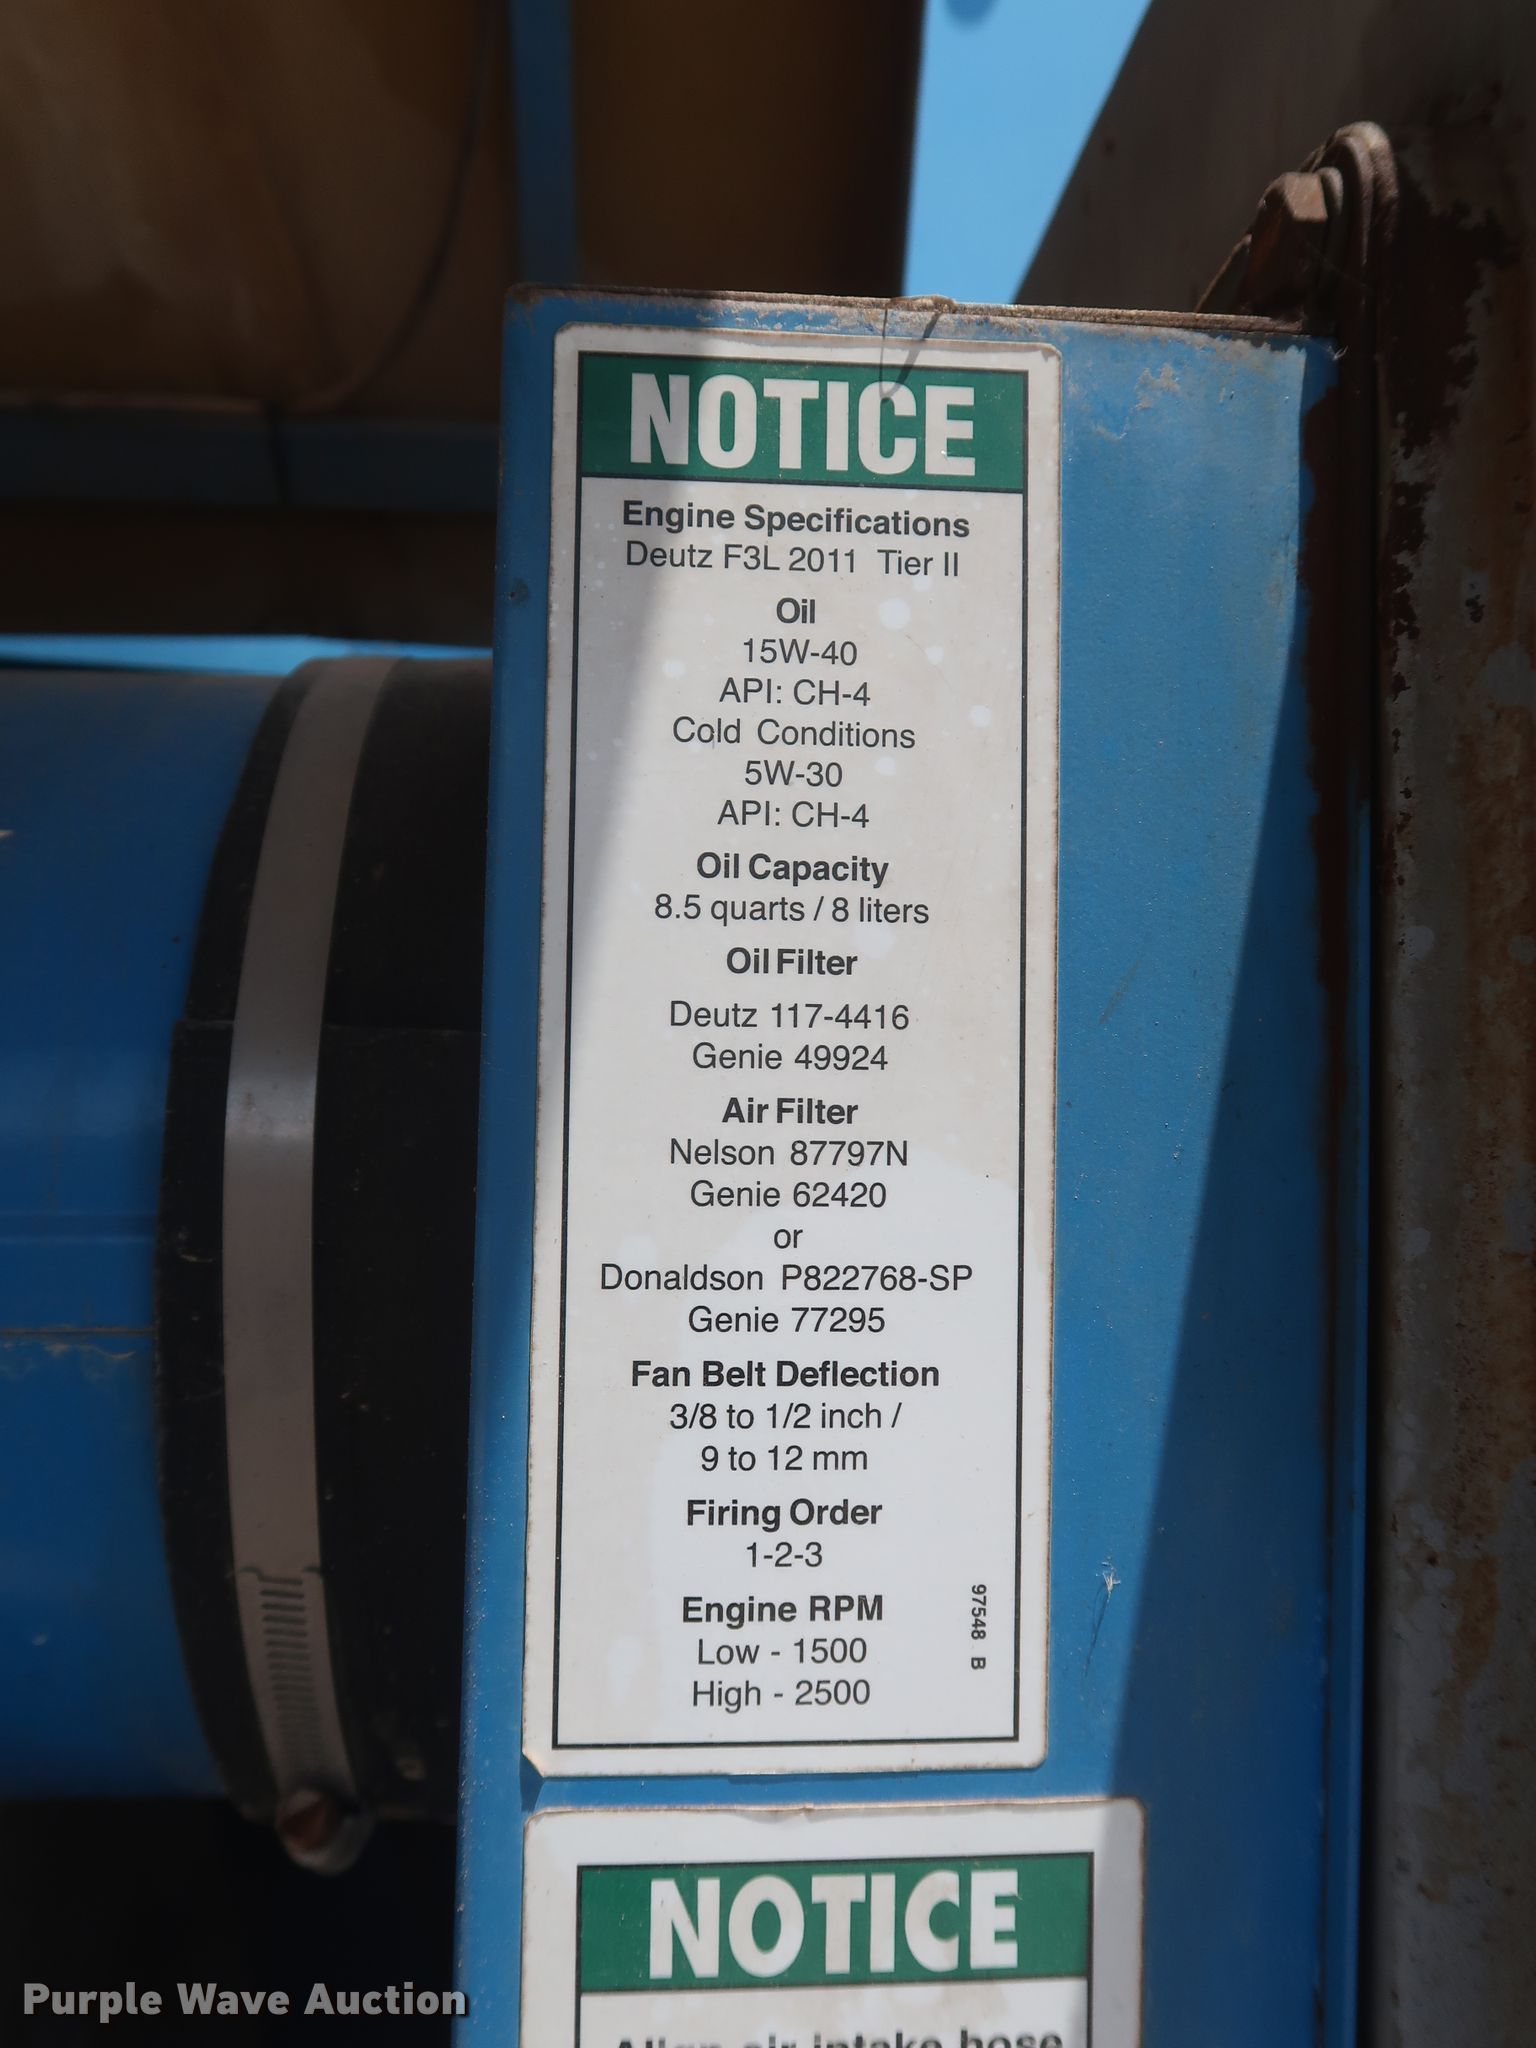 NOTICE
Engine Specifications
Deutz F3L 2011 Tier II
Oil
15W-40
API: CH-4
Cold Conditions
5W-30
API: CH-4
Oil Capacity
8.5 quarts / 8 liters
Oil Filter
Deutz 117-4416
Genie 49924
Air Filter
Nelson 87797N
Genie 62420
or
Donaldson P822768-SP
Genie 77295
Fan Belt Deflection
3/8 to 1/2 inch /
9 to 12 mm
Firing Order
1-2-3
Engine RPM
Low - 1500
High - 2500
97548 B
NOTICE
Align air intake hose
Purple Wave Auction